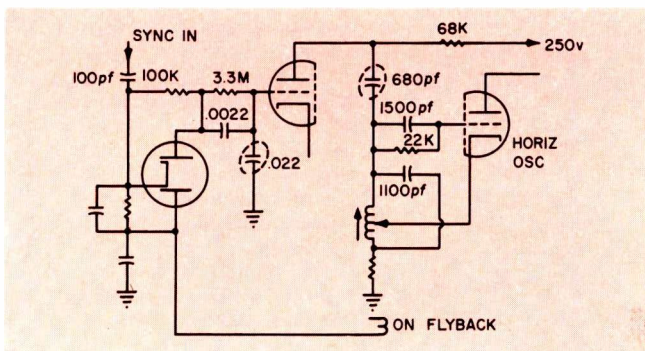 SYNC IN
68K
250v
100pf
100K
3.3M
680pf
1500pf
.0022
22K
HORIZ
OSC
.022
1100pf
ON FLYBACK